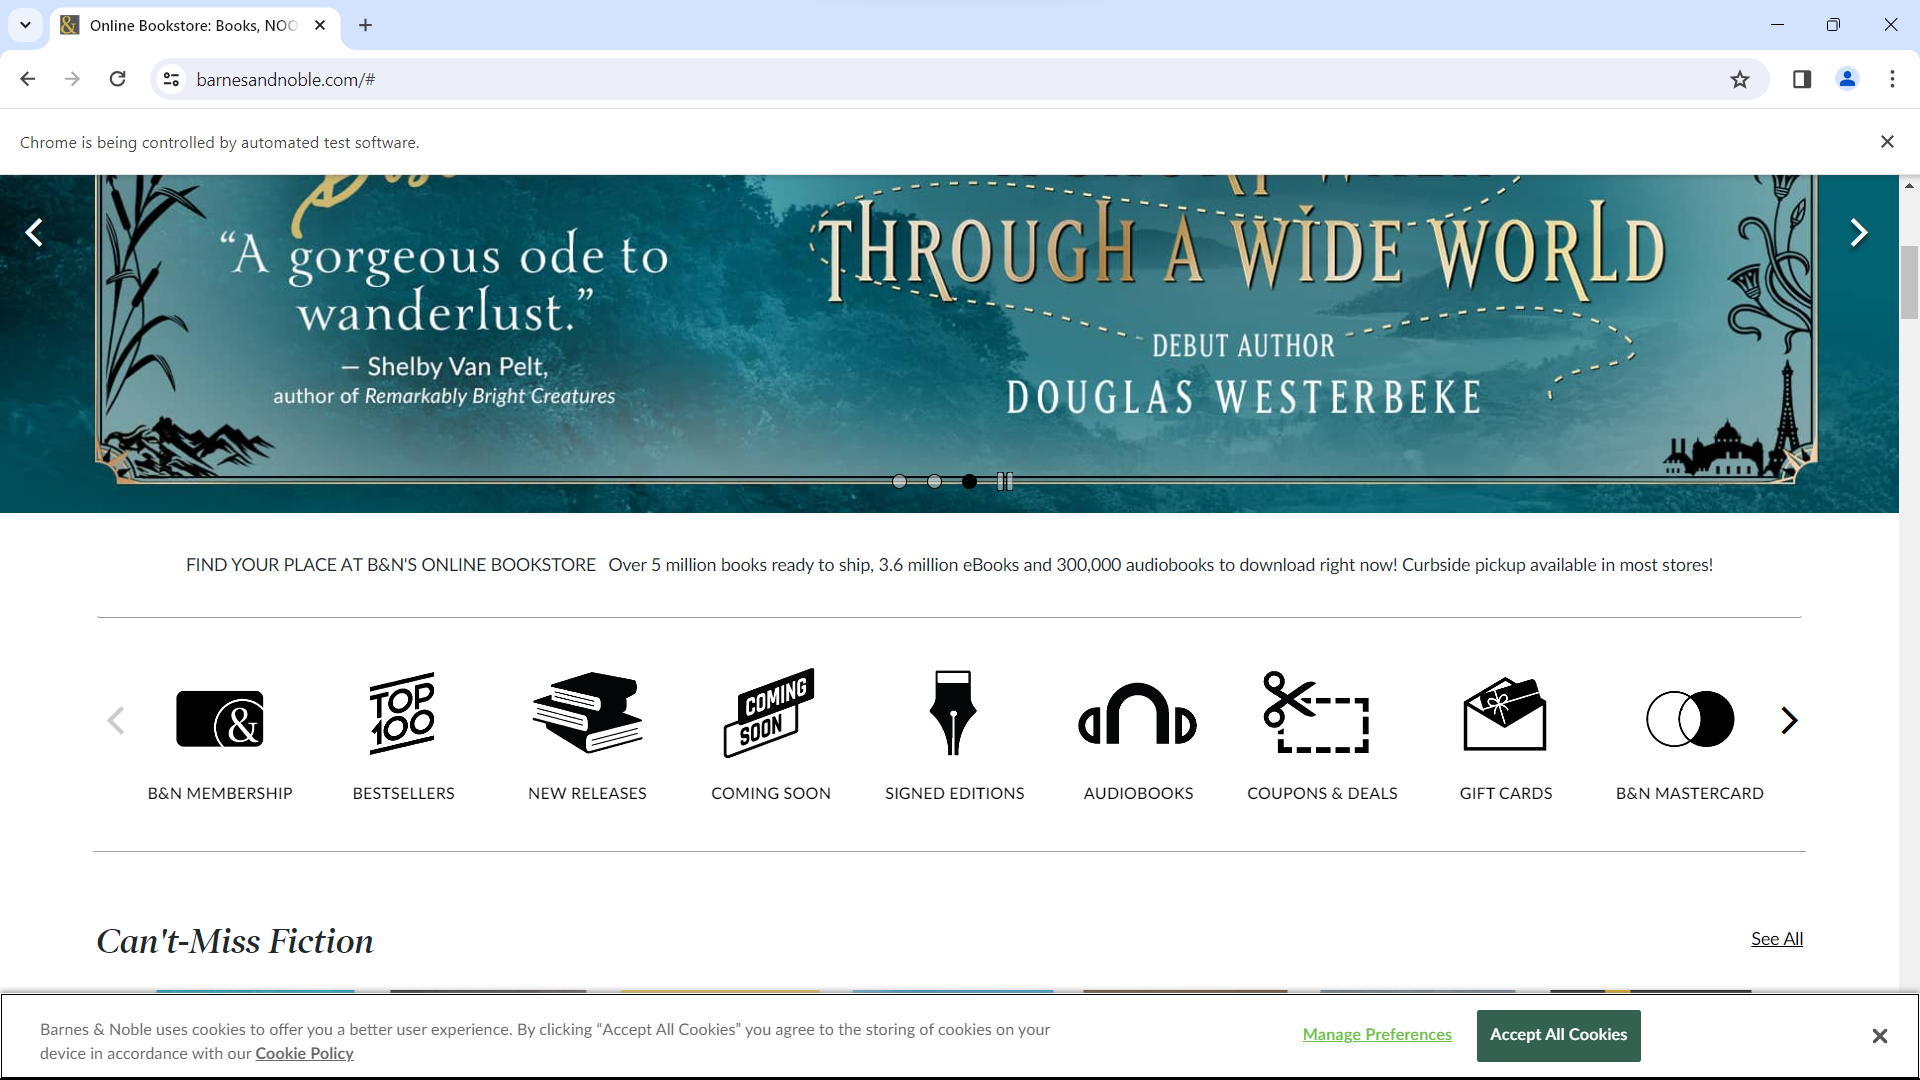 Online Bookstore: Books, NOO
barnesandnoble.com/#
Chrome is being controlled by automated test software.
“A gorgeous ode to
wanderlust.”
— Shelby Van Pelt,
author of Remarkably Bright Creatures
THROUGH A WIDE WORLD
DEBUT AUTHOR
DOUGLAS WESTERBEKE
FIND YOUR PLACE AT B&N'S ONLINE BOOKSTORE Over 5 million books ready to ship, 3.6 million eBooks and 300,000 audiobooks to download right now! Curbside pickup available in most stores!
&
TOP
100
COMING
SOON
B&N MEMBERSHIP
BESTSELLERS
NEW RELEASES
COMING SOON
SIGNED EDITIONS
AUDIOBOOKS
COUPONS & DEALS
GIFT CARDS
B&N MASTERCARD
Can't-Miss Fiction
See All
Barnes & Noble uses cookies to offer you a better user experience. By clicking “Accept All Cookies” you agree to the storing of cookies on your
device in accordance with our Cookie Policy
Manage Preferences
Accept All Cookies